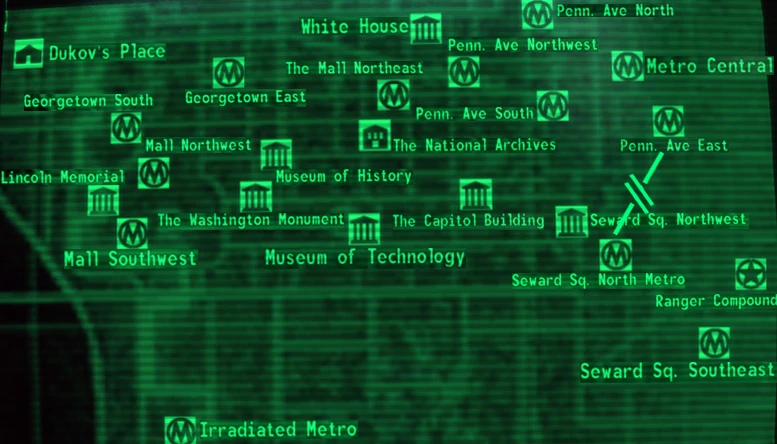 Penn. Ave North
White House
Penn. Ave Northwest
Dukov's Place
The Mall Northeast
Metro Central
Georgetown South
Georgetown East
Penn. Ave South
Mall Northwest
The National Archives
Penn. Ave East
Lincoln Memorial
Museum of History
The Washington Monument
The Capitol Building
Seward Sq. Northwest
Mall Southwest
Museum of Technology
Seward Sq. North Metro
Ranger Compound
Seward Sq. Southeast
Irradiated Metro